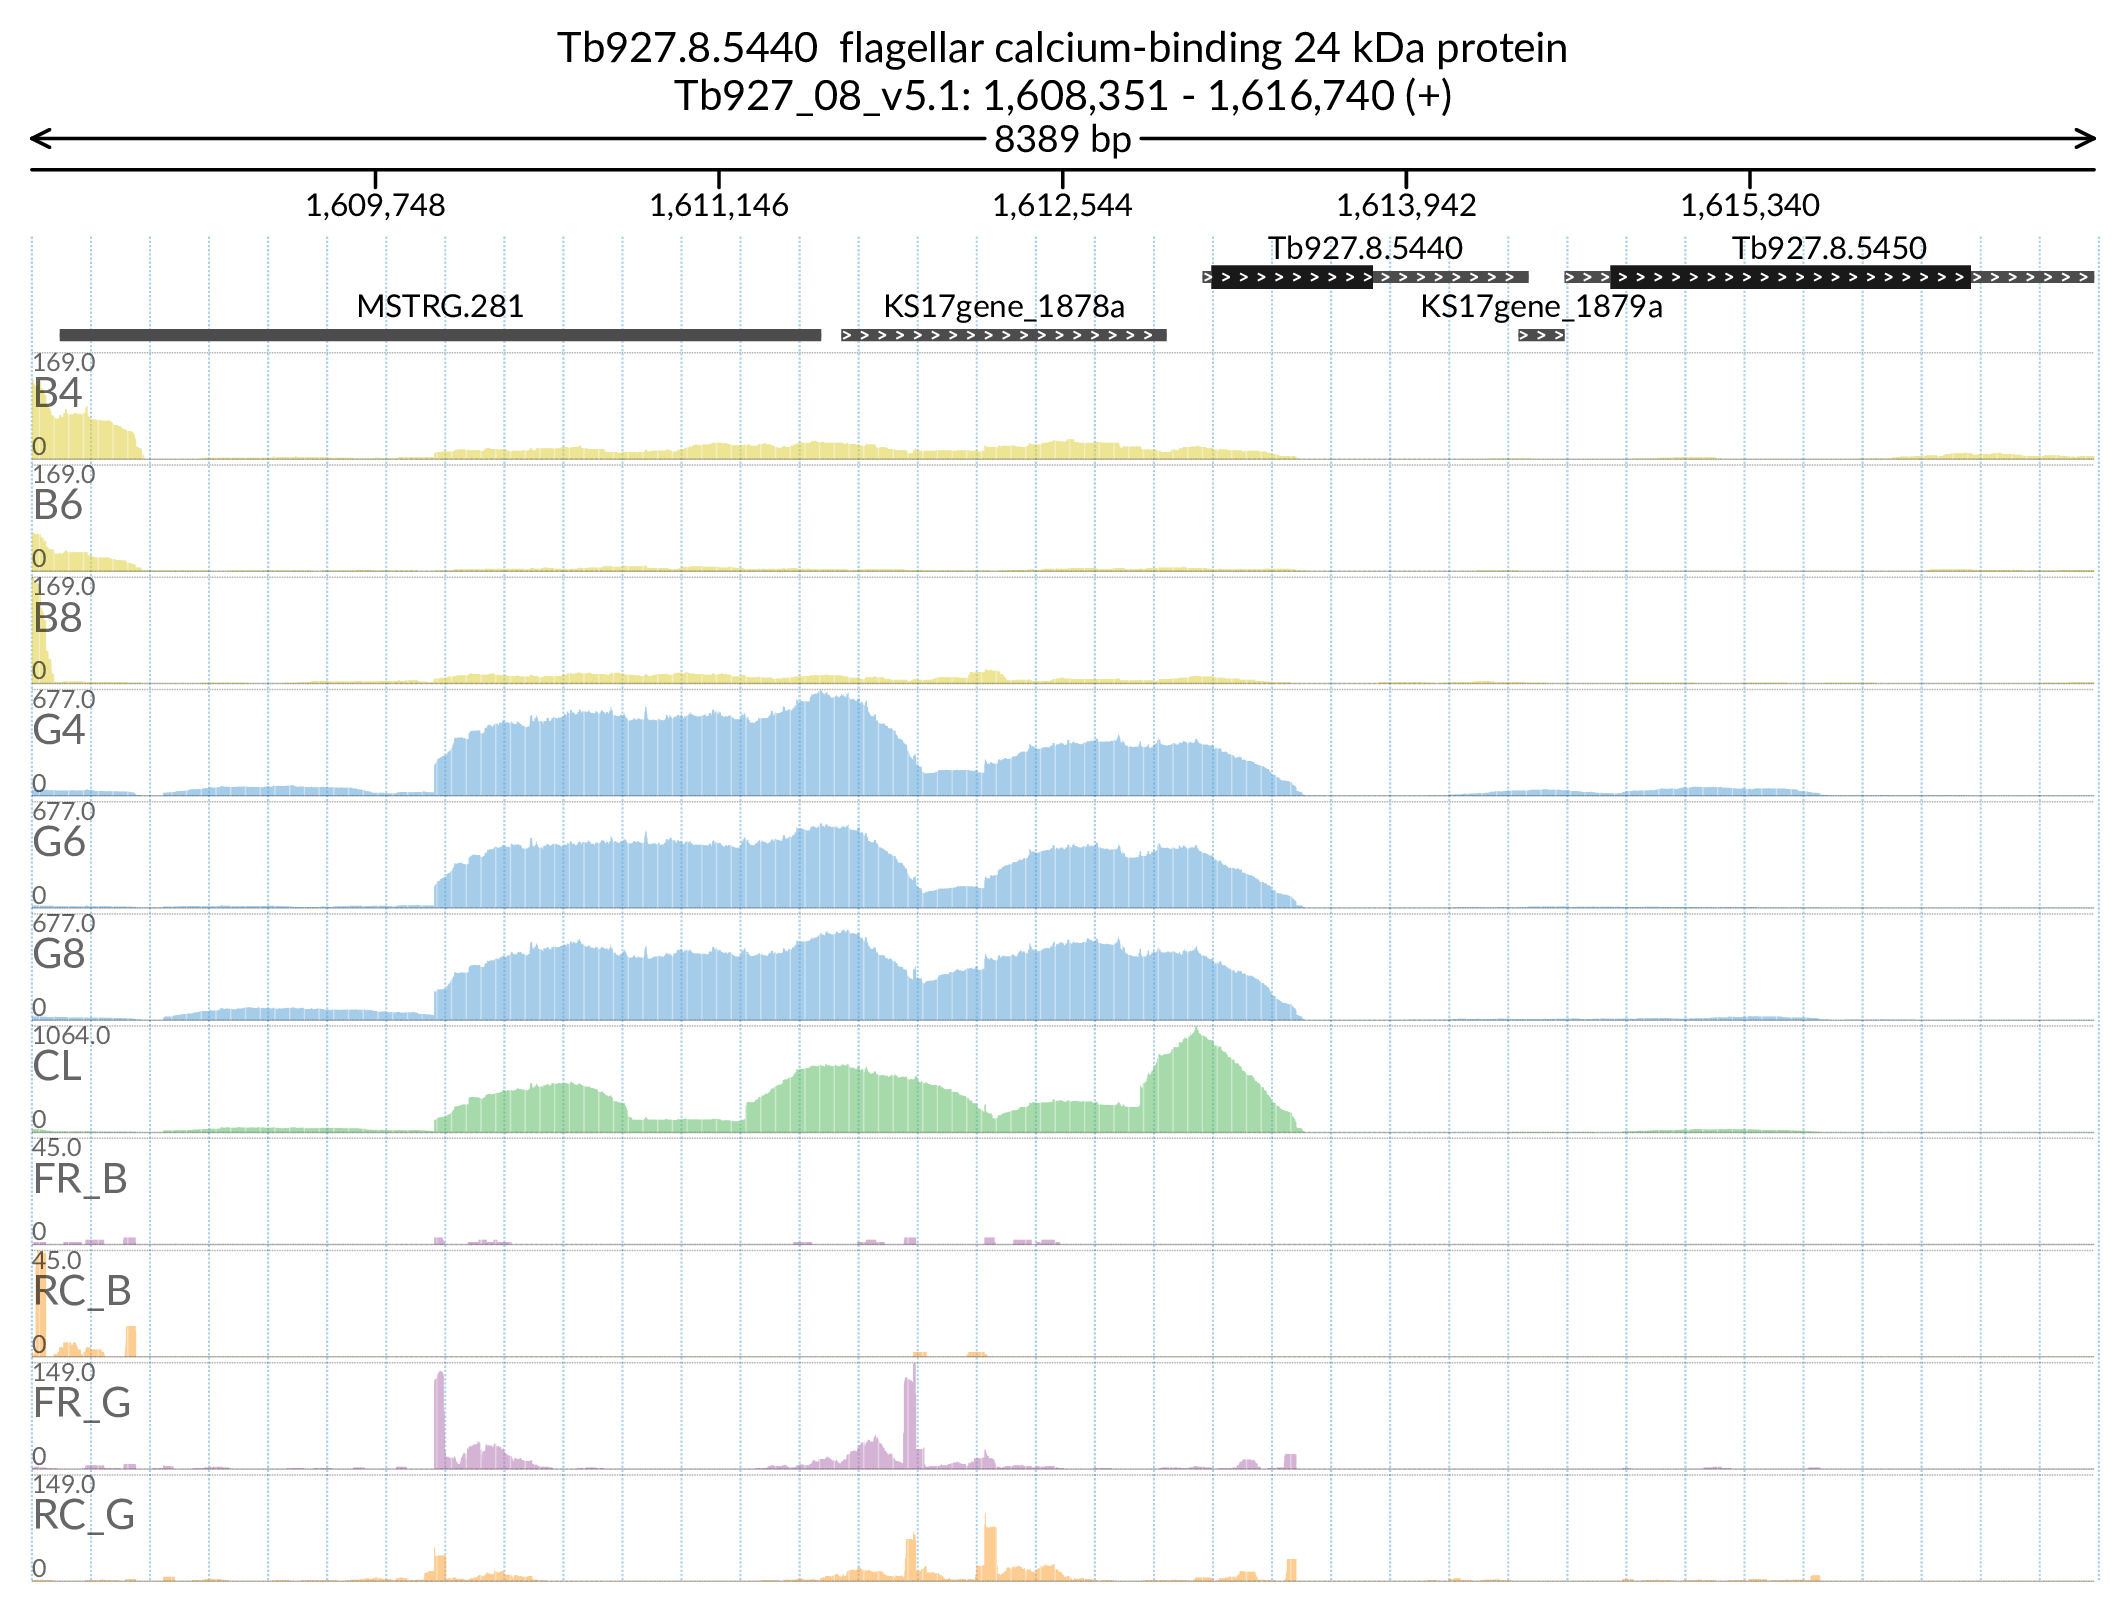 Tb927.8.5440  flagellar calcium-binding 24 kDa protein
Tb927_08_v5.1: 1,608,351 - 1,616,740 (+)
8389 bp
1,609,748 1,611,146 1,612,544 1,613,942 1,615,340
Tb927.8.5440 Tb927.8.5450
MSTRG.281 KS17gene_1878a KS17gene_1879a
169.0
B4
0
169.0
B6
0
169.0
B8
0
677.0
G4
0
677.0
G6
0
677.0
G8
0
1064.0
CL
0
45.0
FR_B
0
45.0
RC_B
0
149.0
FR_G
0
149.0
RC_G
0